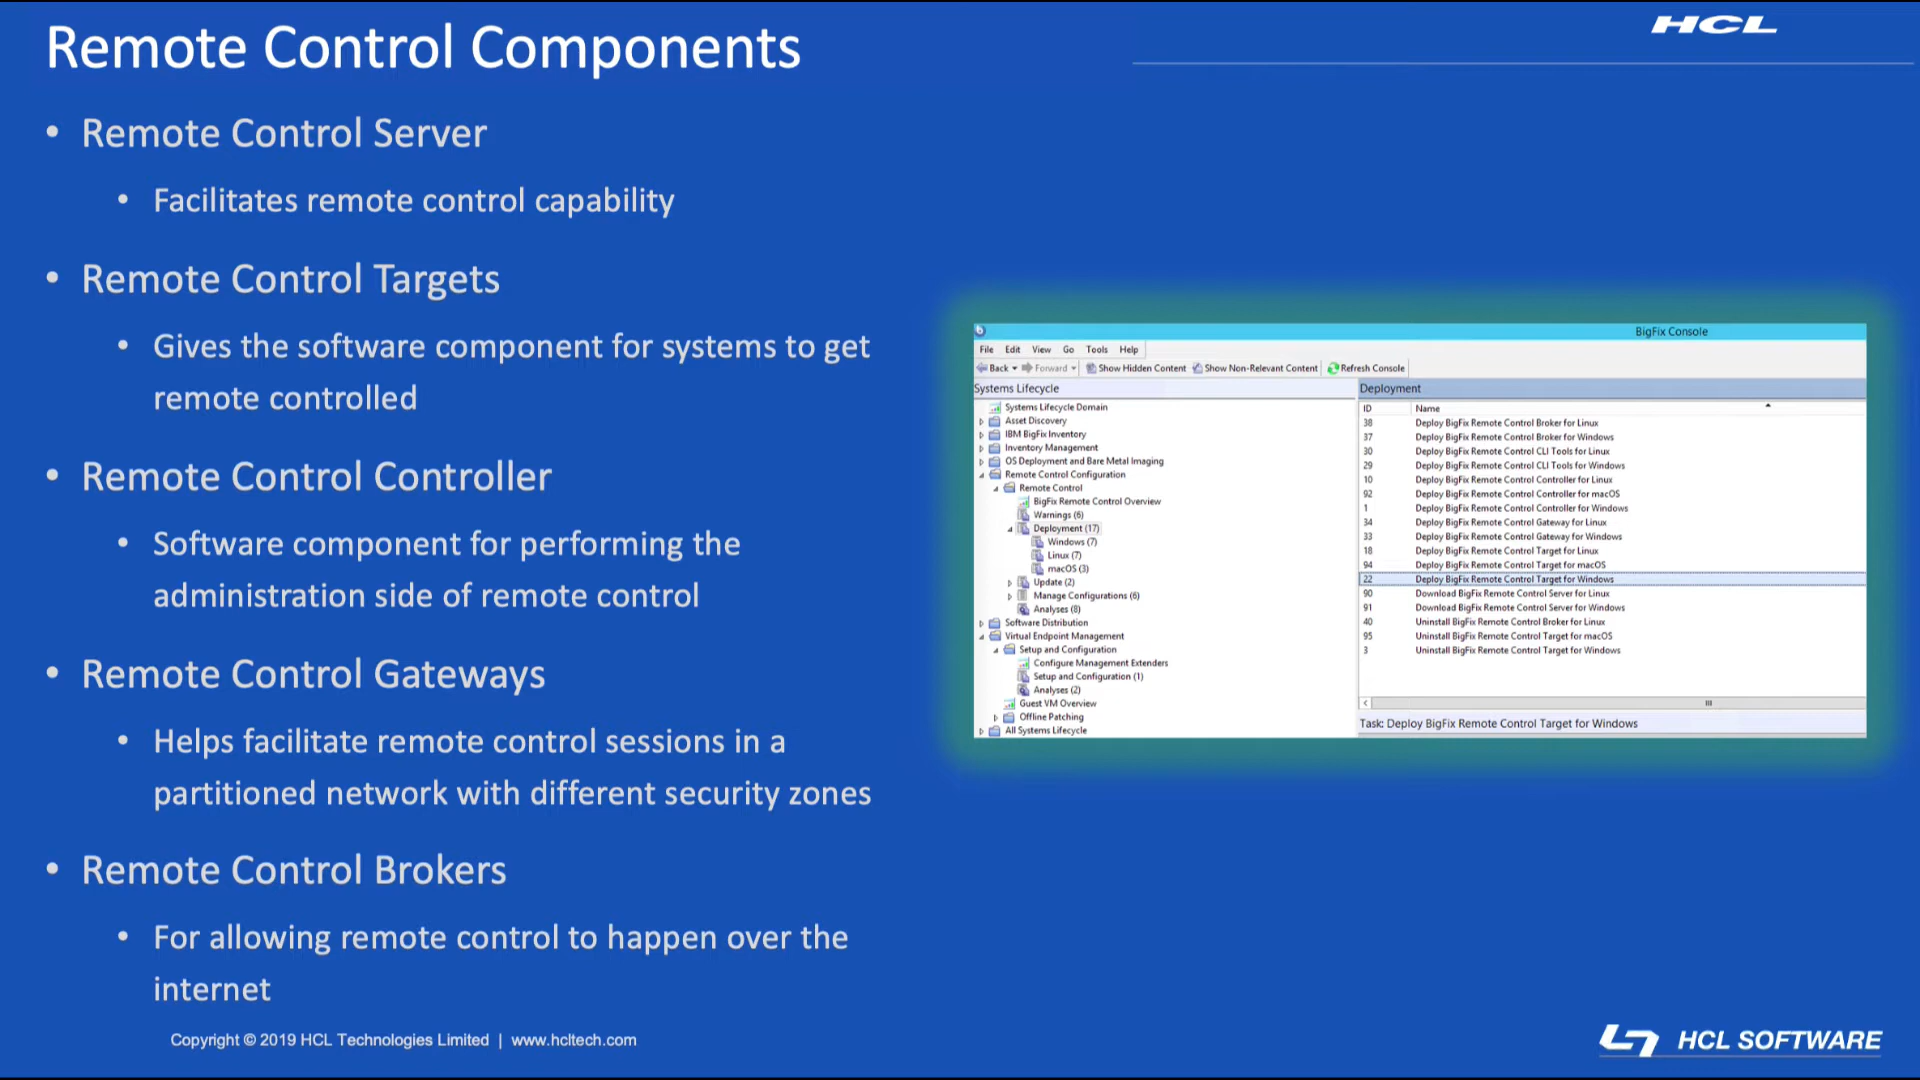 Remote Control Components
HCL
• Remote Control Server
• Facilitates remote control capability
• Remote Control Targets
• Gives the software component for systems to get
remote controlled
• Remote Control Controller
• Software component for performing the
administration side of remote control
• Remote Control Gateways
• Helps facilitate remote control sessions in a
partitioned network with different security zones
• Remote Control Brokers
• For allowing remote control to happen over the
internet
BigFix Console
File Edit View Go Tools Help
Back Forward Show Hidden Content Show Non-Relevant Content Refresh Console
Systems Lifecycle
Systems Lifecycle Domain
Asset Discovery
IBM BigFix Inventory
Inventory Management
OS Deployment and Bare Metal Imaging
Remote Control Configuration
Remote Control
BigFix Remote Control Overview
Warnings (6)
Deployment (17)
Windows (7)
Linux (7)
macOS (3)
Update (2)
Manage Configurations (6)
Analyses (8)
Software Distribution
Virtual Endpoint Management
Setup and Configuration
Configure Management Extenders
Setup and Configuration (1)
Analyses (2)
Guest VM Overview
Offline Patching
All Systems Lifecycle
Deployment
ID Name
38 Deploy BigFix Remote Control Broker for Linux
37 Deploy BigFix Remote Control Broker for Windows
30 Deploy BigFix Remote Control CLI Tools for Linux
29 Deploy BigFix Remote Control CLI Tools for Windows
10 Deploy BigFix Remote Control Controller for Linux
92 Deploy BigFix Remote Control Controller for macOS
1 Deploy BigFix Remote Control Controller for Windows
34 Deploy BigFix Remote Control Gateway for Linux
33 Deploy BigFix Remote Control Gateway for Windows
18 Deploy BigFix Remote Control Target for Linux
94 Deploy BigFix Remote Control Target for macOS
22 Deploy BigFix Remote Control Target for Windows
90 Download BigFix Remote Control Server for Linux
91 Download BigFix Remote Control Server for Windows
40 Uninstall BigFix Remote Control Broker for Linux
95 Uninstall BigFix Remote Control Target for macOS
3 Uninstall BigFix Remote Control Target for Windows
Task: Deploy BigFix Remote Control Target for Windows
Copyright © 2019 HCL Technologies Limited | www.hcltech.com
HCL SOFTWARE